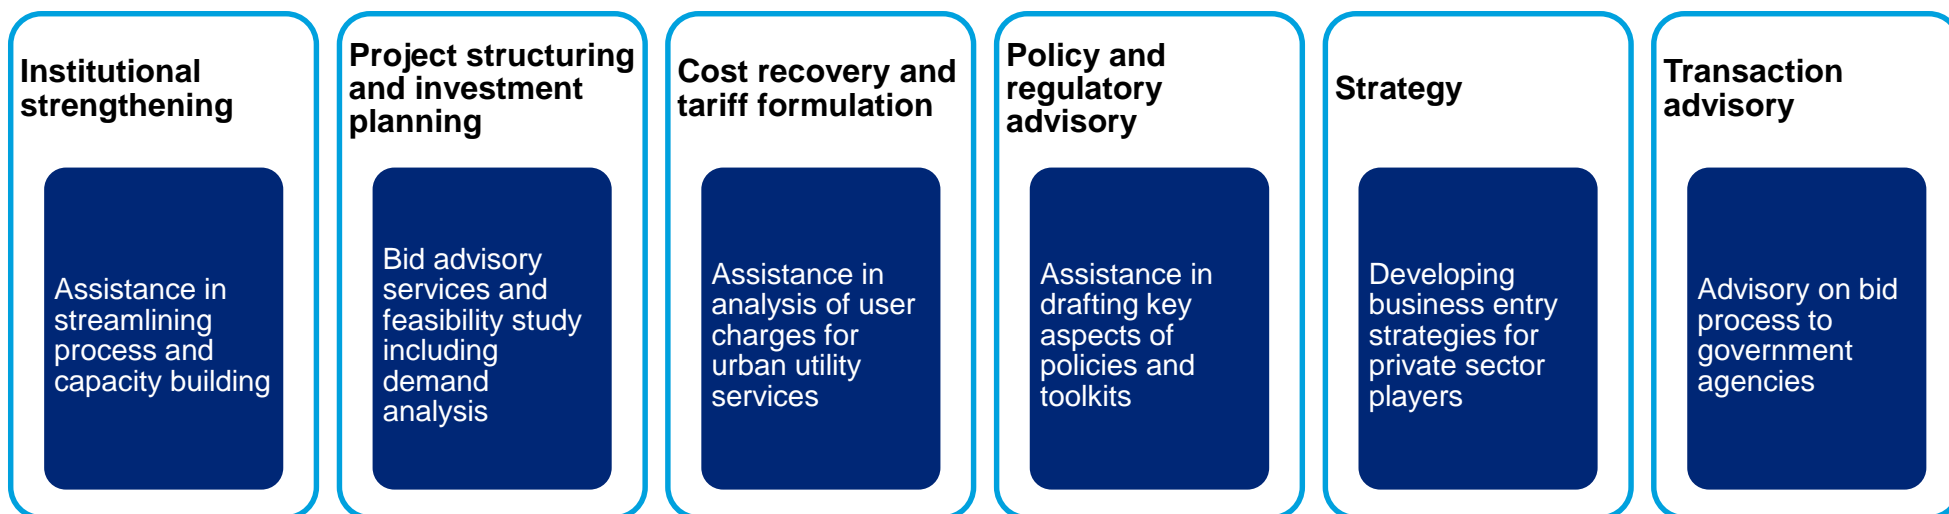 Institutional
strengthening
Assistance in
streamlining
process and
capacity building
Project structuring
and investment
planning
Bid advisory
services and
feasibility study
including
demand
analysis
Cost recovery and
tariff formulation
Assistance in
analysis of user
charges for
urban utility
services
Policy and
regulatory
advisory
Assistance in
drafting key
aspects of
policies and
toolkits
Strategy
Developing
business entry
strategies for
private sector
players
Transaction
advisory
Advisory on bid
process to
government
agencies